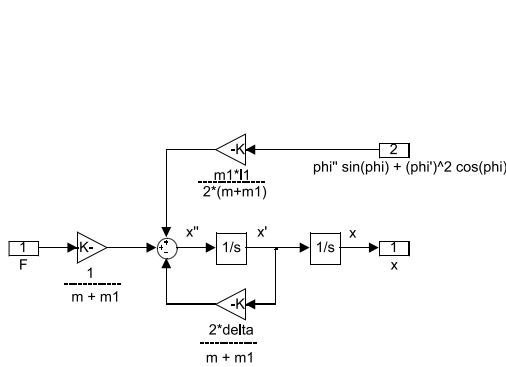 -K
2
m1*l1
2*(m+m1)
phi'' sin(phi) + (phi')^2 cos(phi)
x''
x'
x
1
F
K-
1/s
1/s
1
x
1
m + m1
-K
2*delta
m + m1